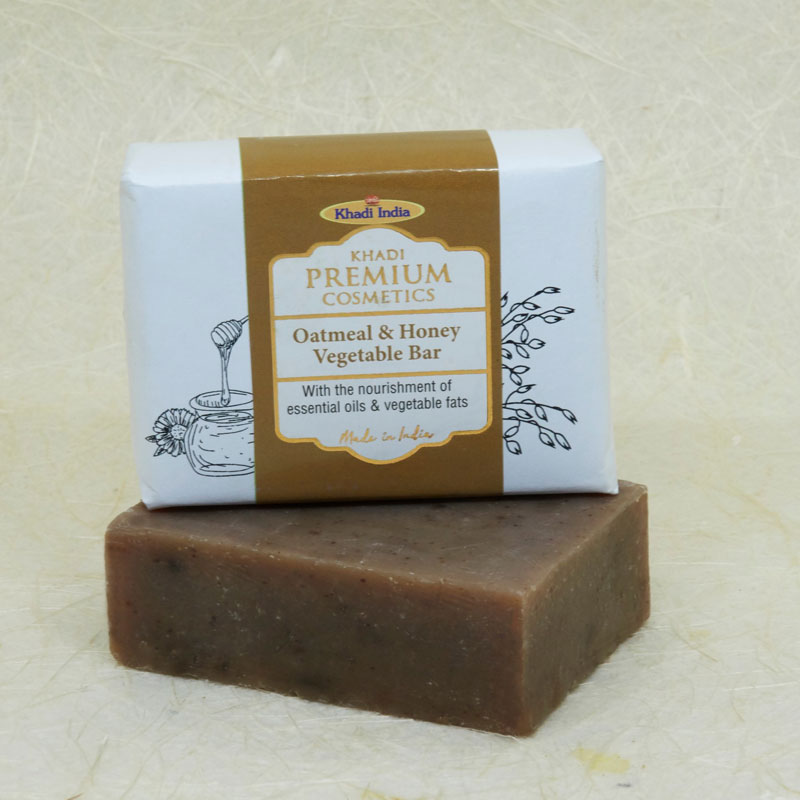 Khadi India
KHADI
PREMIUM
COSMETICS
Oatmeal & Honey
Vegetable Bar
With the nourishment of
essential oils & vegetable fats
Made in India